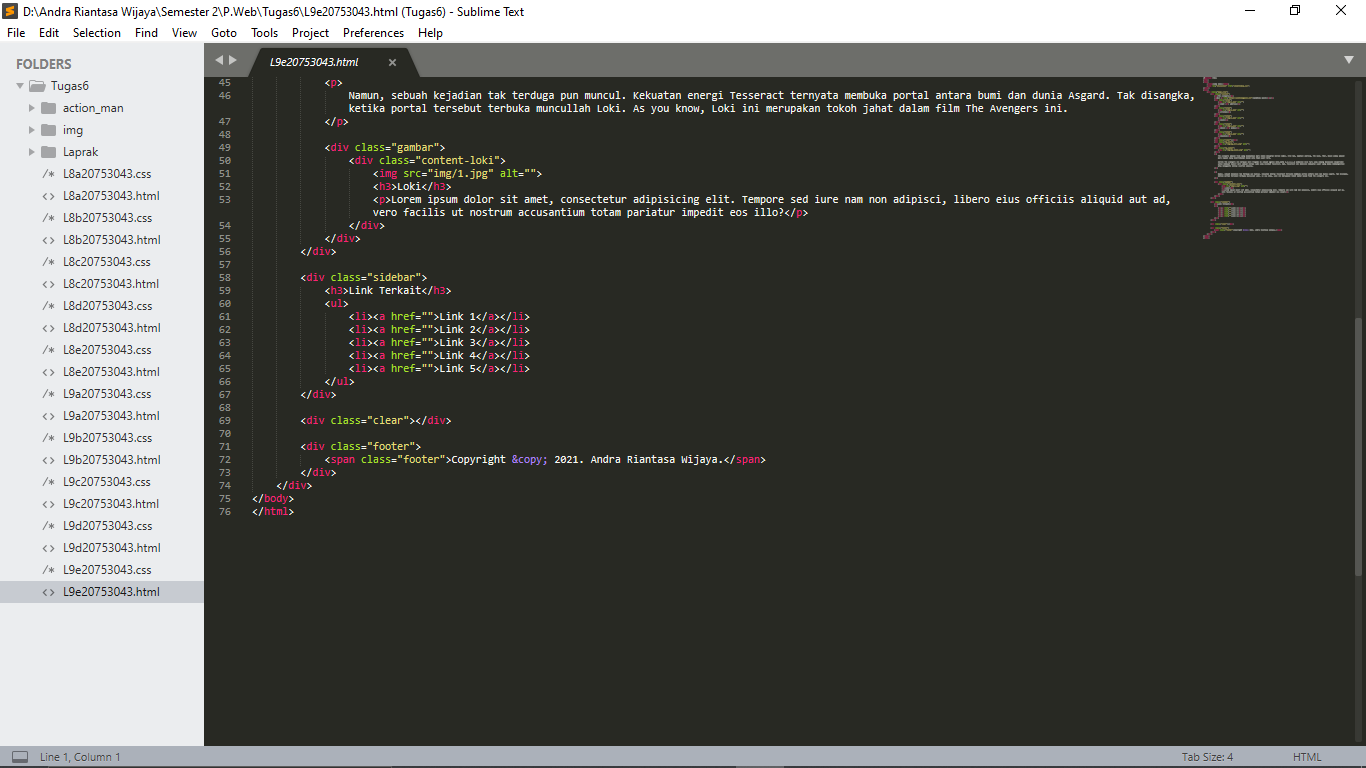 D:\Andra Riantasa Wijaya\Semester 2\P.Web\Tugas6\L9e20753043.html (Tugas6) - Sublime Text
File Edit Selection Find View Goto Tools Project Preferences Help
FOLDERS
Tugas6
action_man
img
Laprak
/* L8a20753043.css
<> L8a20753043.html
/* L8b20753043.css
<> L8b20753043.html
/* L8c20753043.css
<> L8c20753043.html
/* L8d20753043.css
<> L8d20753043.html
/* L8e20753043.css
<> L8e20753043.html
/* L9a20753043.css
<> L9a20753043.html
/* L9b20753043.css
<> L9b20753043.html
/* L9c20753043.css
<> L9c20753043.html
/* L9d20753043.css
<> L9d20753043.html
/* L9e20753043.css
<> L9e20753043.html
L9e20753043.html
45 <p>
46 Namun, sebuah kejadian tak terduga pun muncul. Kekuatan energi Tesseract ternyata membuka portal antara bumi dan dunia Asgard. Tak disangka,
ketika portal tersebut terbuka muncullah Loki. As you know, Loki ini merupakan tokoh jahat dalam film The Avengers ini.
47 </p>
48
49 <div class="gambar">
50 <div class="content-loki">
51 <img src="img/1.jpg" alt="">
52 <h3>Loki</h3>
53 <p>Lorem ipsum dolor sit amet, consectetur adipisicing elit. Tempore sed iure nam non adipisci, libero eius officiis aliquid aut ad,
vero facilis ut nostrum accusantium totam pariatur impedit eos illo?</p>
54 </div>
55 </div>
56 </div>
57
58 <div class="sidebar">
59 <h3>Link Terkait</h3>
60 <ul>
61 <li><a href="">Link 1</a></li>
62 <li><a href="">Link 2</a></li>
63 <li><a href="">Link 3</a></li>
64 <li><a href="">Link 4</a></li>
65 <li><a href="">Link 5</a></li>
66 </ul>
67 </div>
68
69 <div class="clear"></div>
70
71 <div class="footer">
72 <span class="footer">Copyright &copy; 2021. Andra Riantasa Wijaya.</span>
73 </div>
74 </div>
75 </body>
76 </html>
Line 1, Column 1
Tab Size: 4
HTML